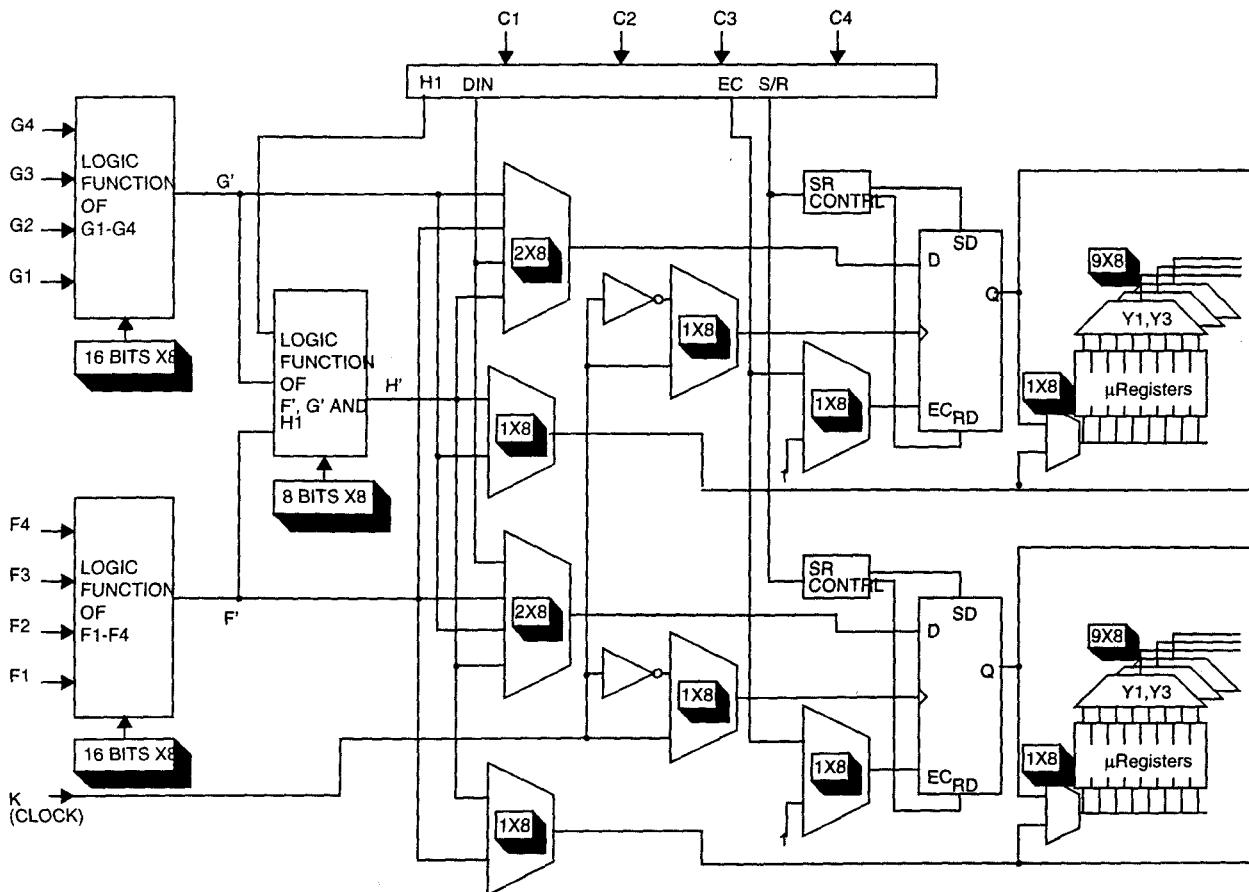 C1
C2
C3
C4
H1
DIN
EC
S/R
G4
G3
G2
G1
LOGIC
FUNCTION
OF
G1-G4
G'
16 BITS X8
LOGIC
FUNCTION
OF
F', G' AND
H1
H'
8 BITS X8
2X8
1X8
1X8
1X8
SR
CONTRL
SD
D
Q
EC
RD
9X8
Y1,Y3
µRegisters
1X8
F4
F3
F2
F1
LOGIC
FUNCTION
OF
F1-F4
F'
16 BITS X8
K
(CLOCK)
2X8
1X8
1X8
1X8
SR
CONTRL
SD
D
Q
EC
RD
9X8
Y1,Y3
µRegisters
1X8